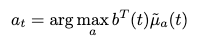 $a_t = \arg\max_a b^T(t)\tilde{\mu}_a(t)$